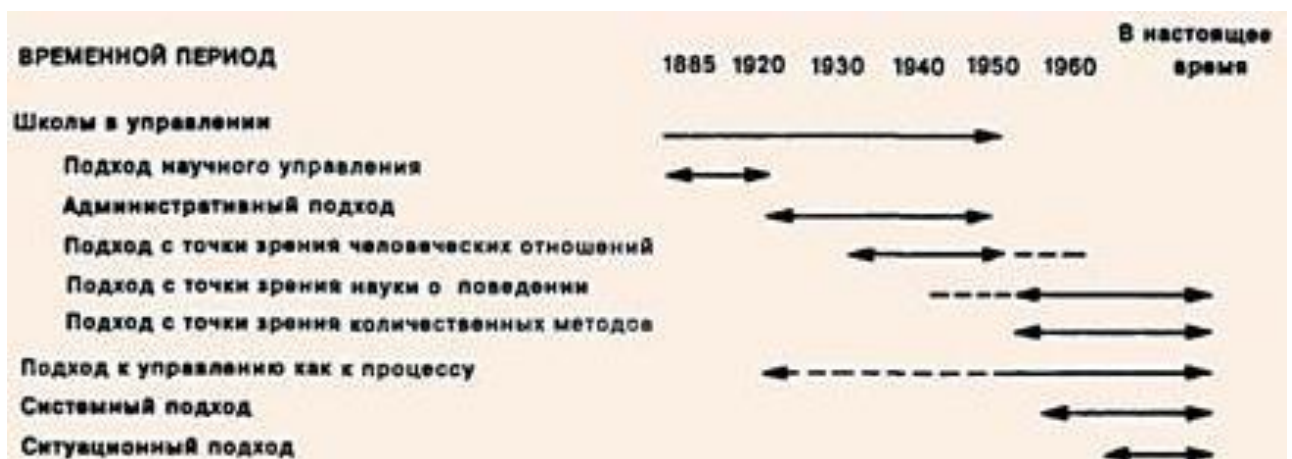 В настоящее
ВРЕМЕННОЙ ПЕРИОД 1885 1920 1930 1940 1950 1960 время
Школы в управлении
Подход научного управления
Административный подход
Подход с точки зрения человеческих отношений
Подход с точки зрения науки о поведении
Подход с точки зрения количественных методов
Подход к управлению как к процессу
Системный подход
Ситуационный подход